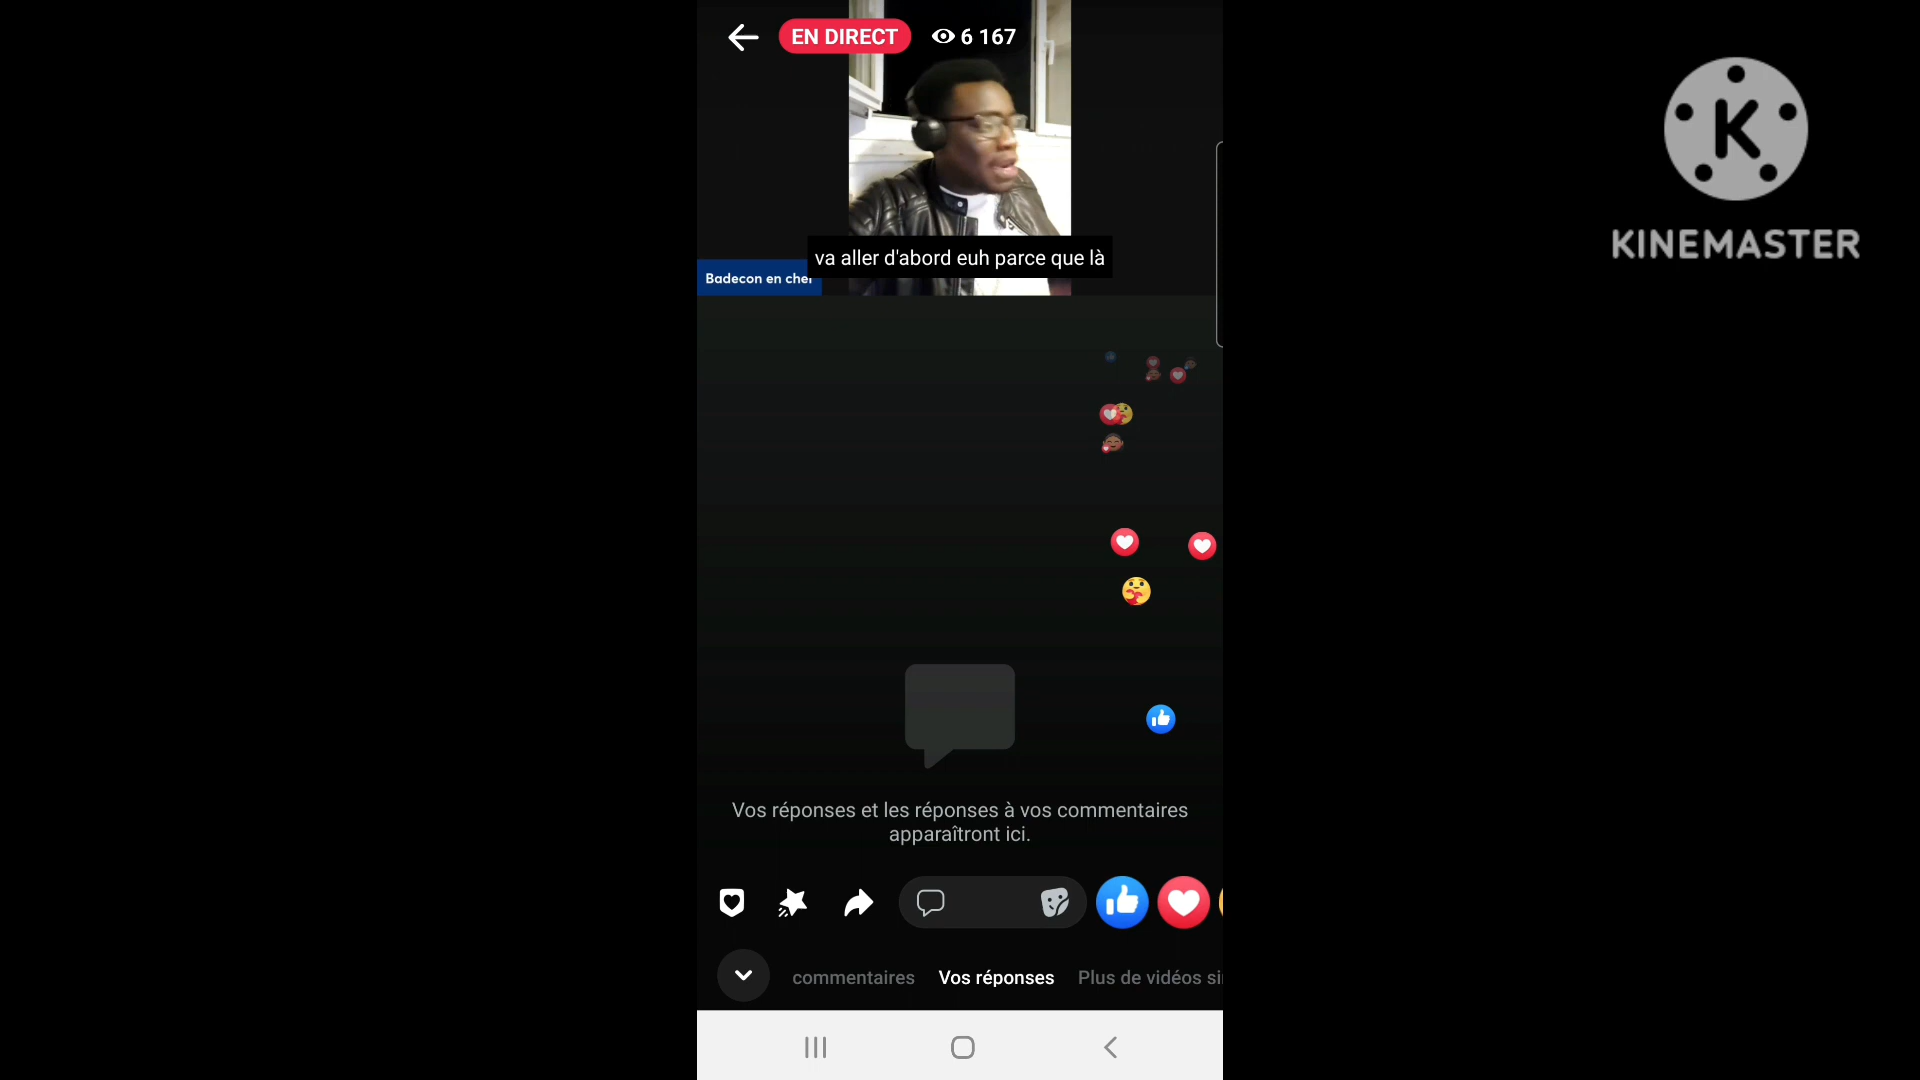 EN DIRECT
6 167
K
KINEMASTER
va aller d'abord euh parce que là
Badecon en chef
Vos réponses et les réponses à vos commentaires
apparaîtront ici.
commentaires
Vos réponses
Plus de vidéos si